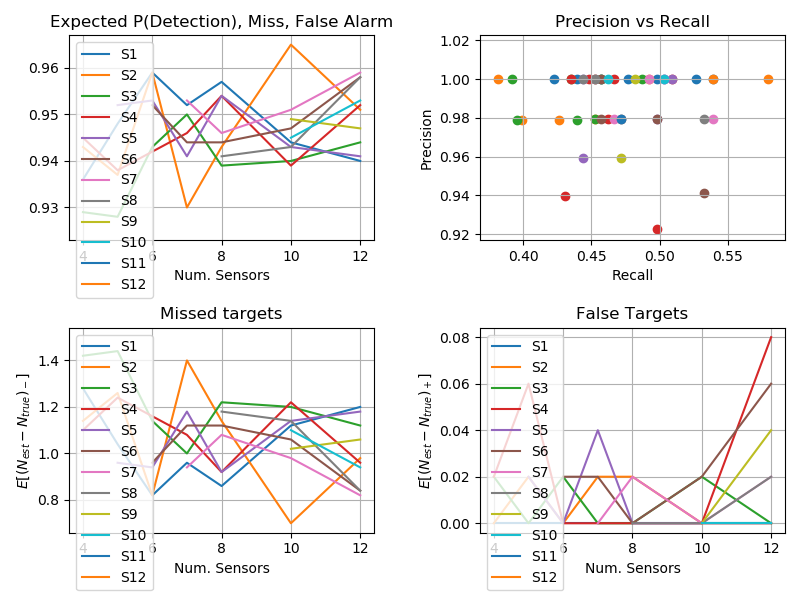 Expected P(Detection), Miss, False Alarm
0.96
0.95
0.94
0.93
S1
S2
S3
S4
S5
S6
S7
S8
S9
S10
S11
S12
4
6
8
10
12
Num. Sensors
Precision vs Recall
1.02
1.00
0.98
0.96
0.94
0.92
Precision
0.40
0.45
0.50
0.55
Recall
Missed targets
1.4
1.2
1.0
0.8
E[(N_est − N_true)_−]
S1
S2
S3
S4
S5
S6
S7
S8
S9
S10
S11
S12
4
6
8
10
12
Num. Sensors
False Targets
0.08
0.06
0.04
0.02
0.00
E[(N_est − N_true)_+]
S1
S2
S3
S4
S5
S6
S7
S8
S9
S10
S11
S12
4
6
8
10
12
Num. Sensors